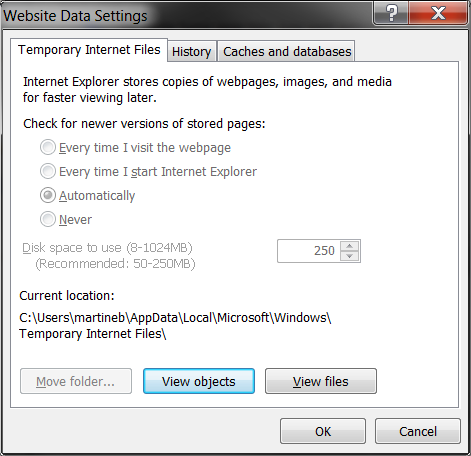 Website Data Settings
Temporary Internet Files
History
Caches and databases
Internet Explorer stores copies of webpages, images, and media
for faster viewing later.
Check for newer versions of stored pages:
Every time I visit the webpage
Every time I start Internet Explorer
Automatically
Never
Disk space to use (8-1024MB)
(Recommended: 50-250MB)
250
Current location:
C:\Users\martineb\AppData\Local\Microsoft\Windows\
Temporary Internet Files\
Move folder...
View objects
View files
OK
Cancel